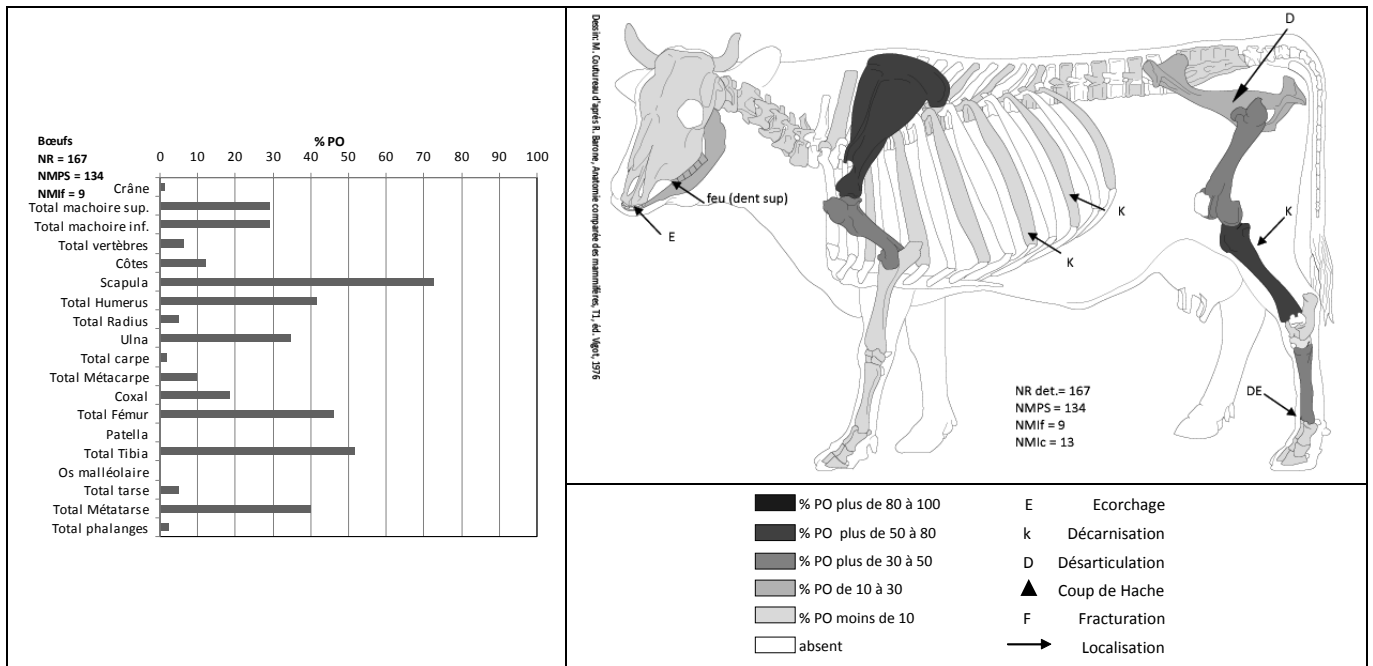 Bœufs
NR = 167
NMPS = 134
NMIf = 9
% PO
0 10 20 30 40 50 60 70 80 90 100
Crâne
Total machoire sup.
Total machoire inf.
Total vertèbres
Côtes
Scapula
Total Humerus
Total Radius
Ulna
Total carpe
Total Métacarpe
Coxal
Total Fémur
Patella
Total Tibia
Os malléolaire
Total tarse
Total Métatarse
Total phalanges
Dessin: M. Coutureau d'après R. Barone, Anatomie comparée des mammifères, T1, éd. Vigot, 1976
D
feu (dent sup)
E
K
K
K
DE
NR det.= 167
NMPS = 134
NMIf = 9
NMIc = 13
% PO plus de 80 à 100
% PO plus de 50 à 80
% PO plus de 30 à 50
% PO de 10 à 30
% PO moins de 10
absent
E Ecorchage
k Décarnisation
D Désarticulation
Coup de Hache
F Fracturation
Localisation